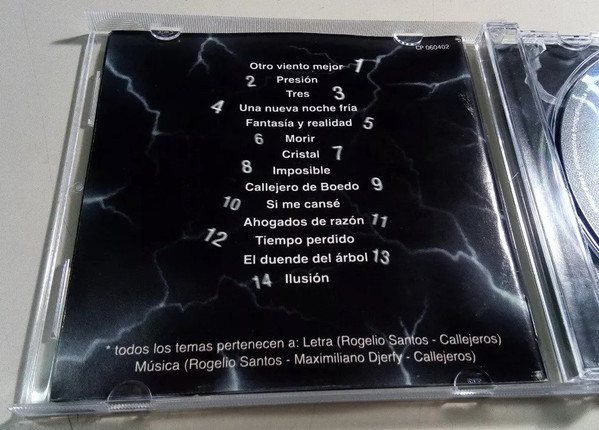 CP 060402
Otro viento mejor 1
2 Presión
Tres 3
4 Una nueva noche fría
Fantasía y realidad 5
6 Morir
Cristal 7
8 Imposible
Callejero de Boedo 9
10 Si me cansé
Ahogados de razón 11
12 Tiempo perdido
El duende del árbol 13
14 Ilusión
* todos los temas pertenecen a: Letra (Rogelio Santos - Callejeros)
Música (Rogelio Santos - Maximiliano Djerfy - Callejeros)